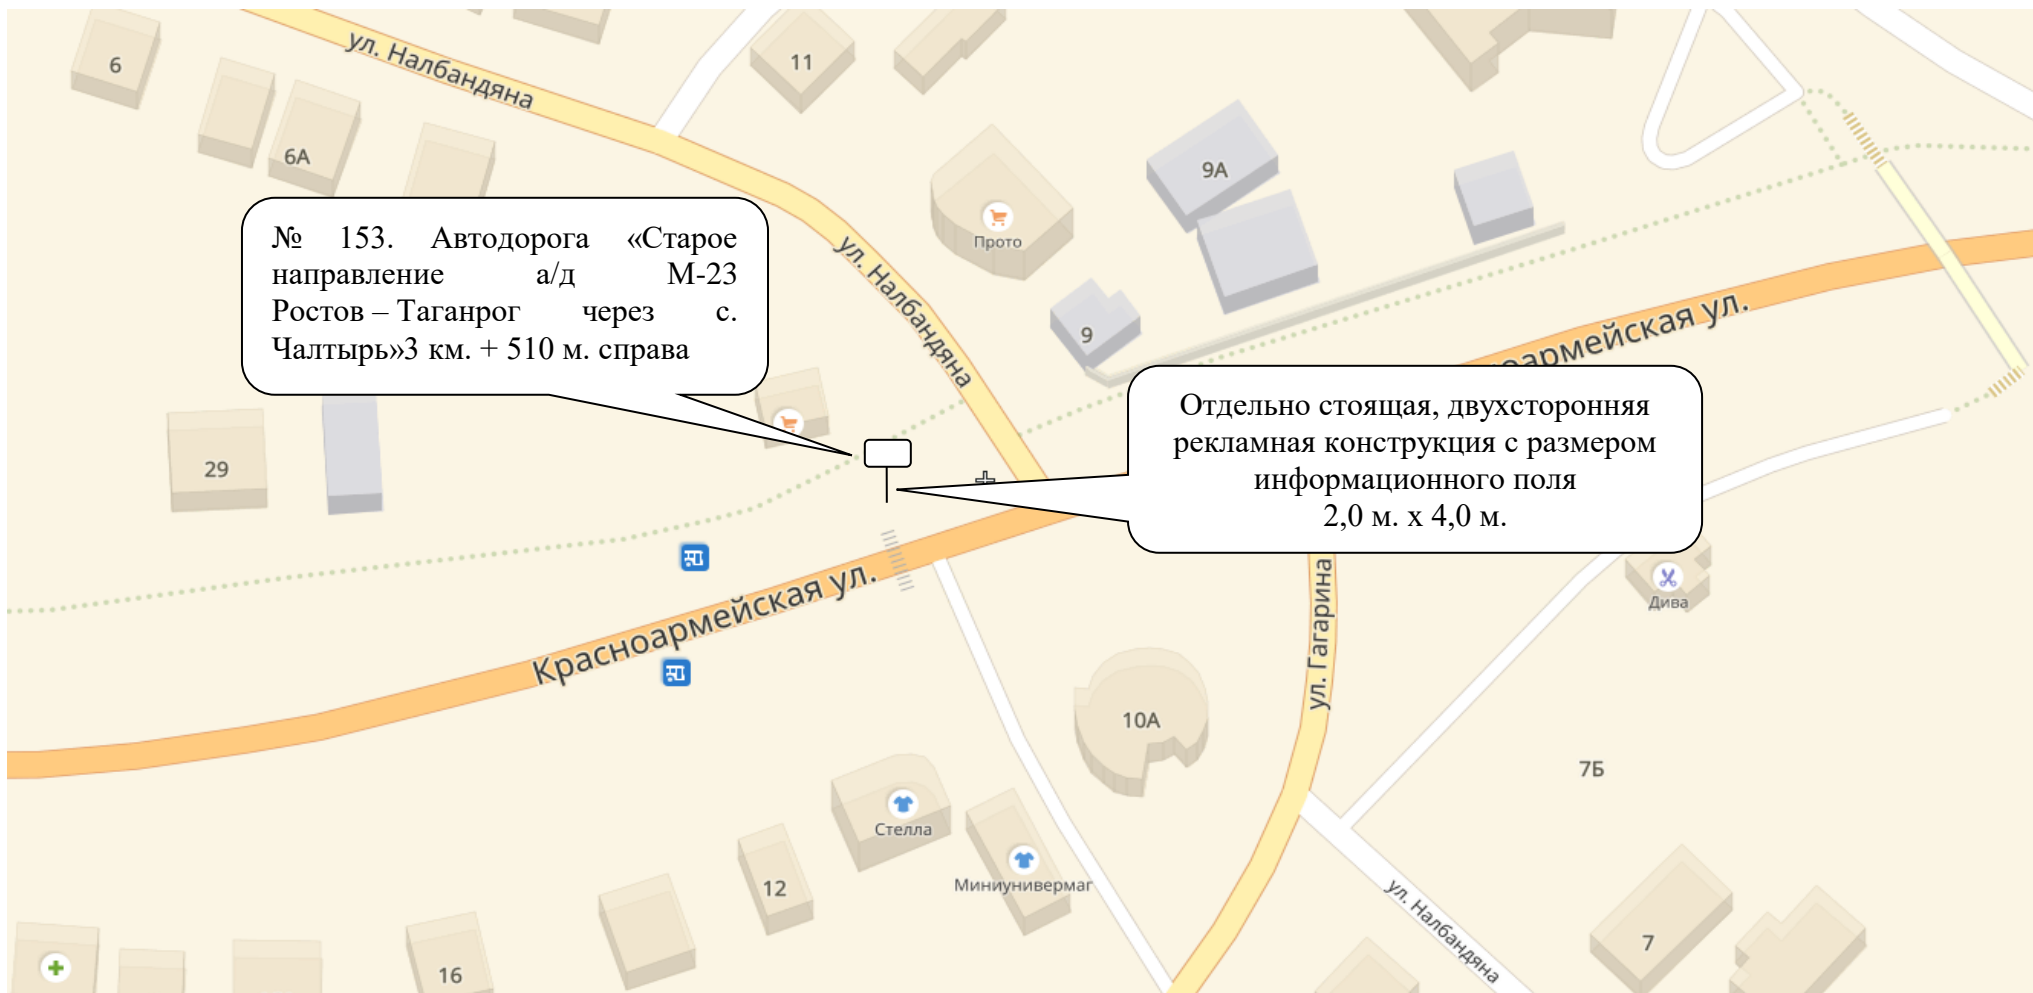 ул. Налбандяна
6
11
6А
9А
№ 153. Автодорога «Старое
направление а/д М-23
Ростов – Таганрог через с.
Чалтырь»3 км. + 510 м. справа
Прото
ул. Налбандяна
9
оармейская ул.
Отдельно стоящая, двухсторонняя
рекламная конструкция с размером
информационного поля
2,0 м. х 4,0 м.
29
Красноармейская ул.
ул. Гагарина
Дива
10А
7Б
Стелла
Миниунивермаг
12
ул. Налбандяна
7
16